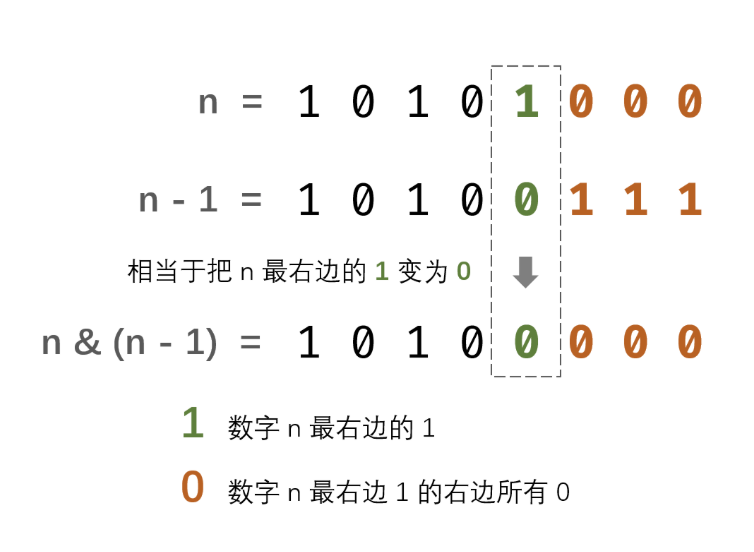 n = 1 0 1 0 1 0 0 0
n - 1 = 1 0 1 0 0 1 1 1
相当于把 n 最右边的 1 变为 0
n & (n - 1) = 1 0 1 0 0 0 0 0
1 数字 n 最右边的 1
0 数字 n 最右边 1 的右边所有 0